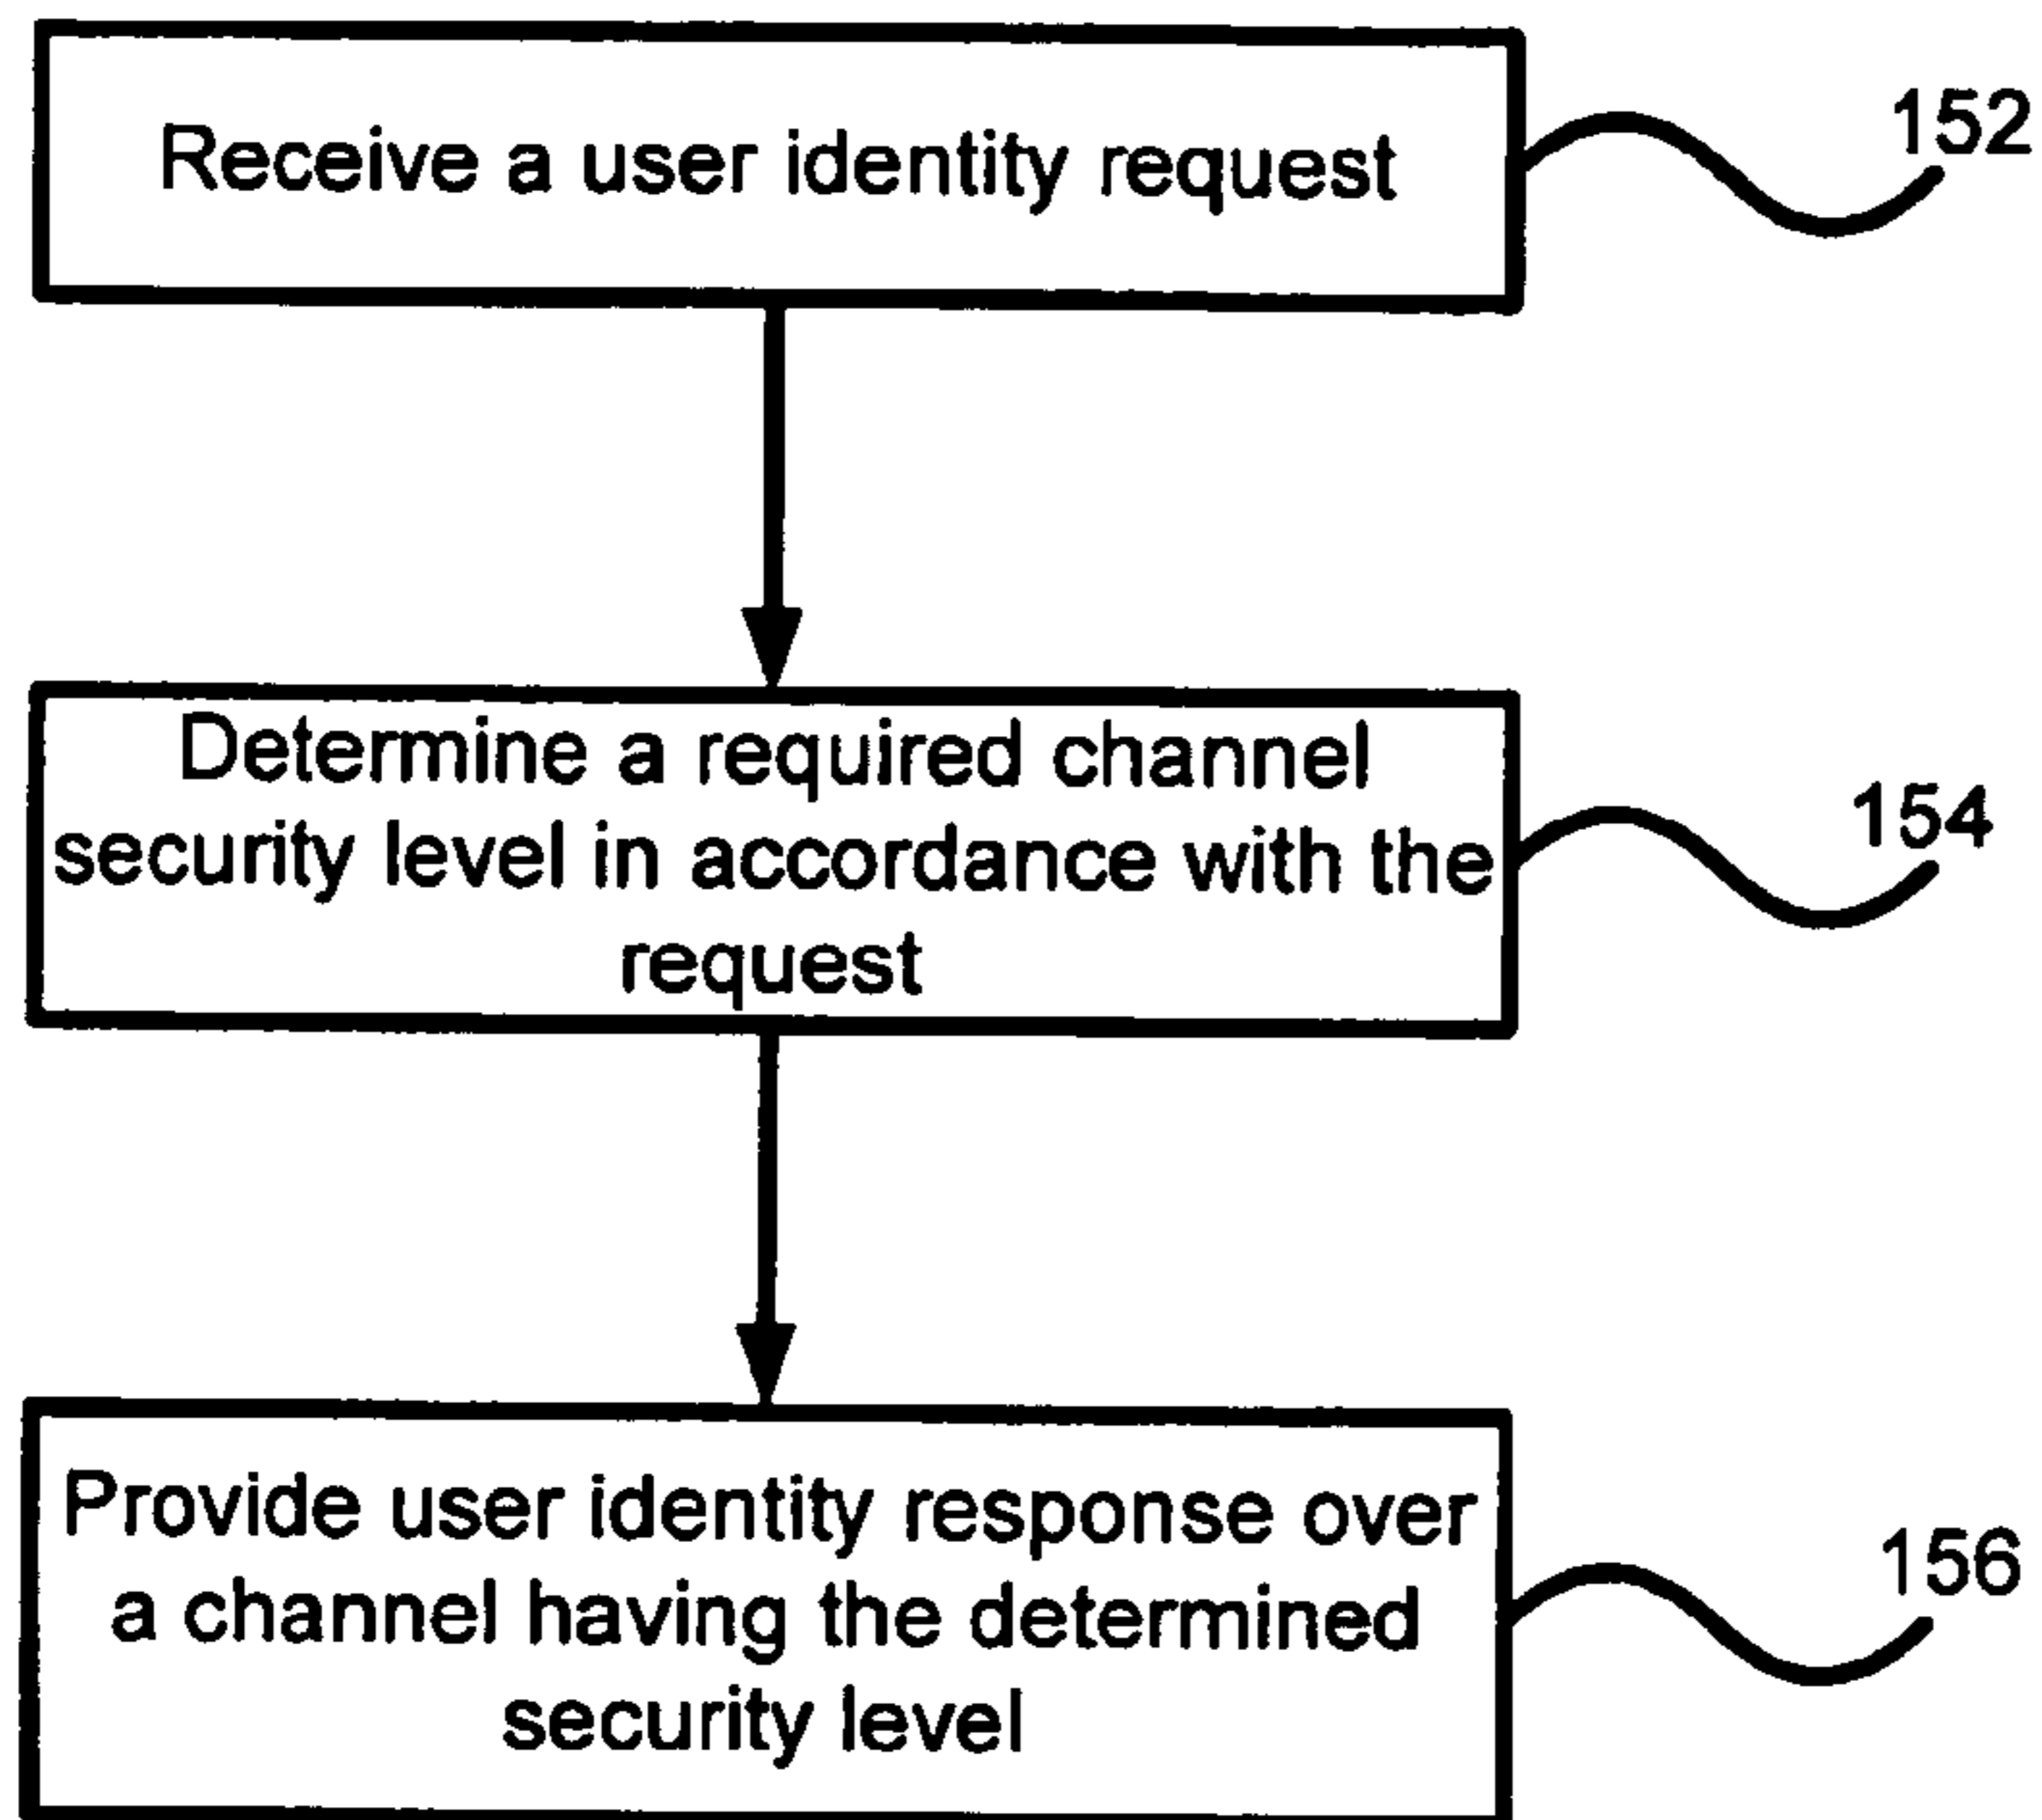 Receive a user identity request
152
Determine a required channel
security level in accordance with the
request
154
Provide user identity response over
a channel having the determined
security level
156